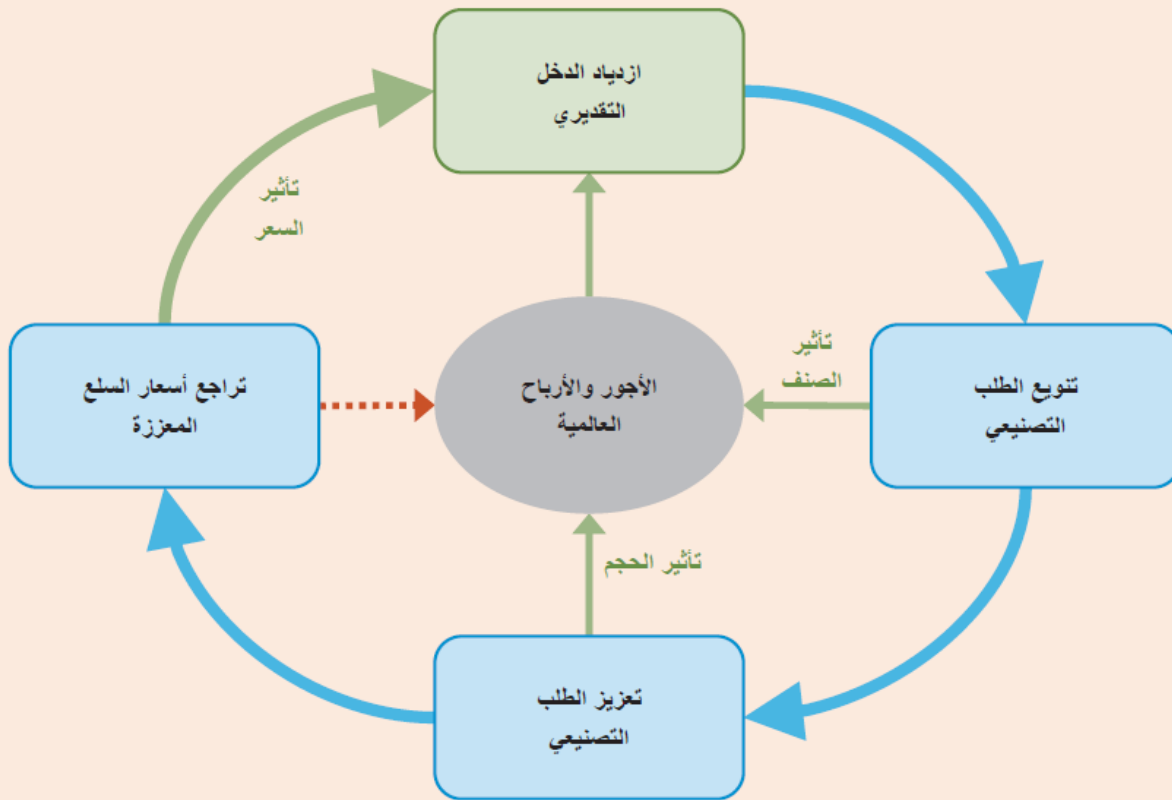 ازدياد الدخل
التقديري
تأثير
السعر
تأثير
الصنف
تنويع الطلب
التصنيعي
الأجور والأرباح
العالمية
تراجع أسعار السلع
المعززة
تأثير الحجم
تعزيز الطلب
التصنيعي